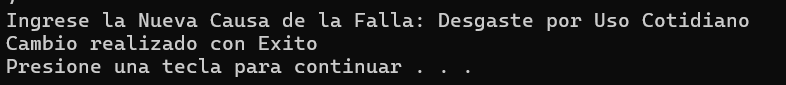 Ingrese la Nueva Causa de la Falla: Desgaste por Uso Cotidiano
Cambio realizado con Exito
Presione una tecla para continuar . . .